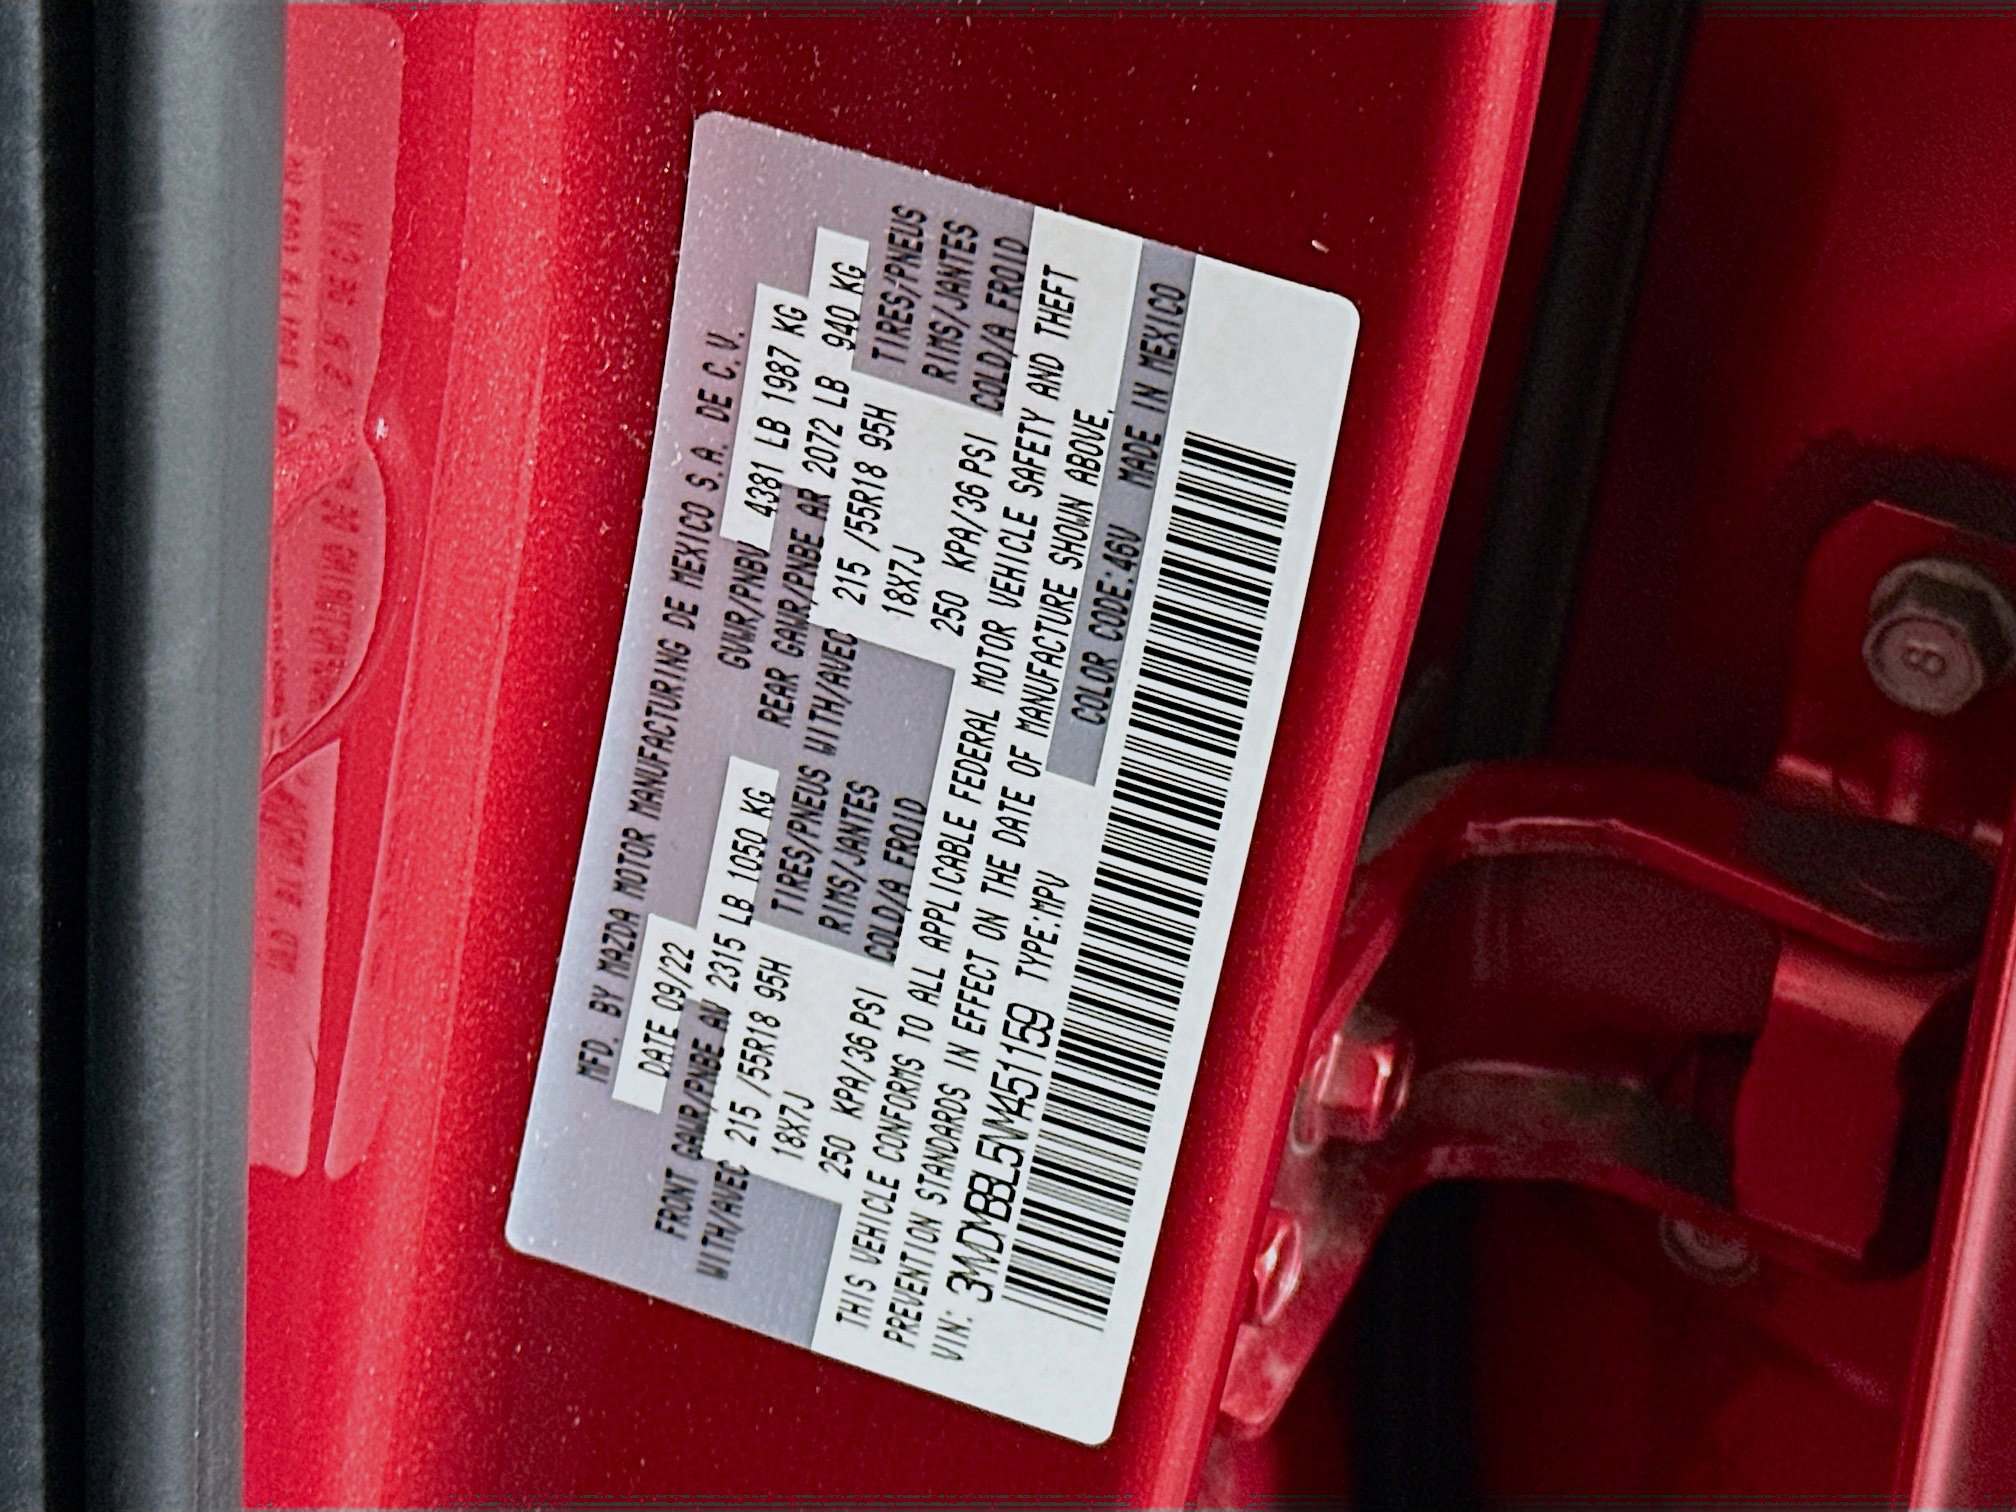 MFD. BY MAZDA MOTOR MANUFACTURING DE MEXICO S.A. DE C.V.
DATE 09/22 GVWR/PNBV 4381 LB 1987 KG
FRONT GAWR/PNBE AV 2315 LB 1050 KG REAR GAWR/PNBE AR 2072 LB 940 KG
WITH/AVEC 215 /55R18 95H TIRES/PNEUS WITH/AVEC 215 /55R18 95H TIRES/PNEUS
18X7J RIMS/JANTES 18X7J RIMS/JANTES
250 KPA/36 PSI COLD/A FROID 250 KPA/36 PSI COLD/A FROID
THIS VEHICLE CONFORMS TO ALL APPLICABLE FEDERAL MOTOR VEHICLE SAFETY AND THEFT
PREVENTION STANDARDS IN EFFECT ON THE DATE OF MANUFACTURE SHOWN ABOVE.
VIN: 3MVDMBBL5NM451159 TYPE:MPV COLOR CODE:46V MADE IN MEXICO
8